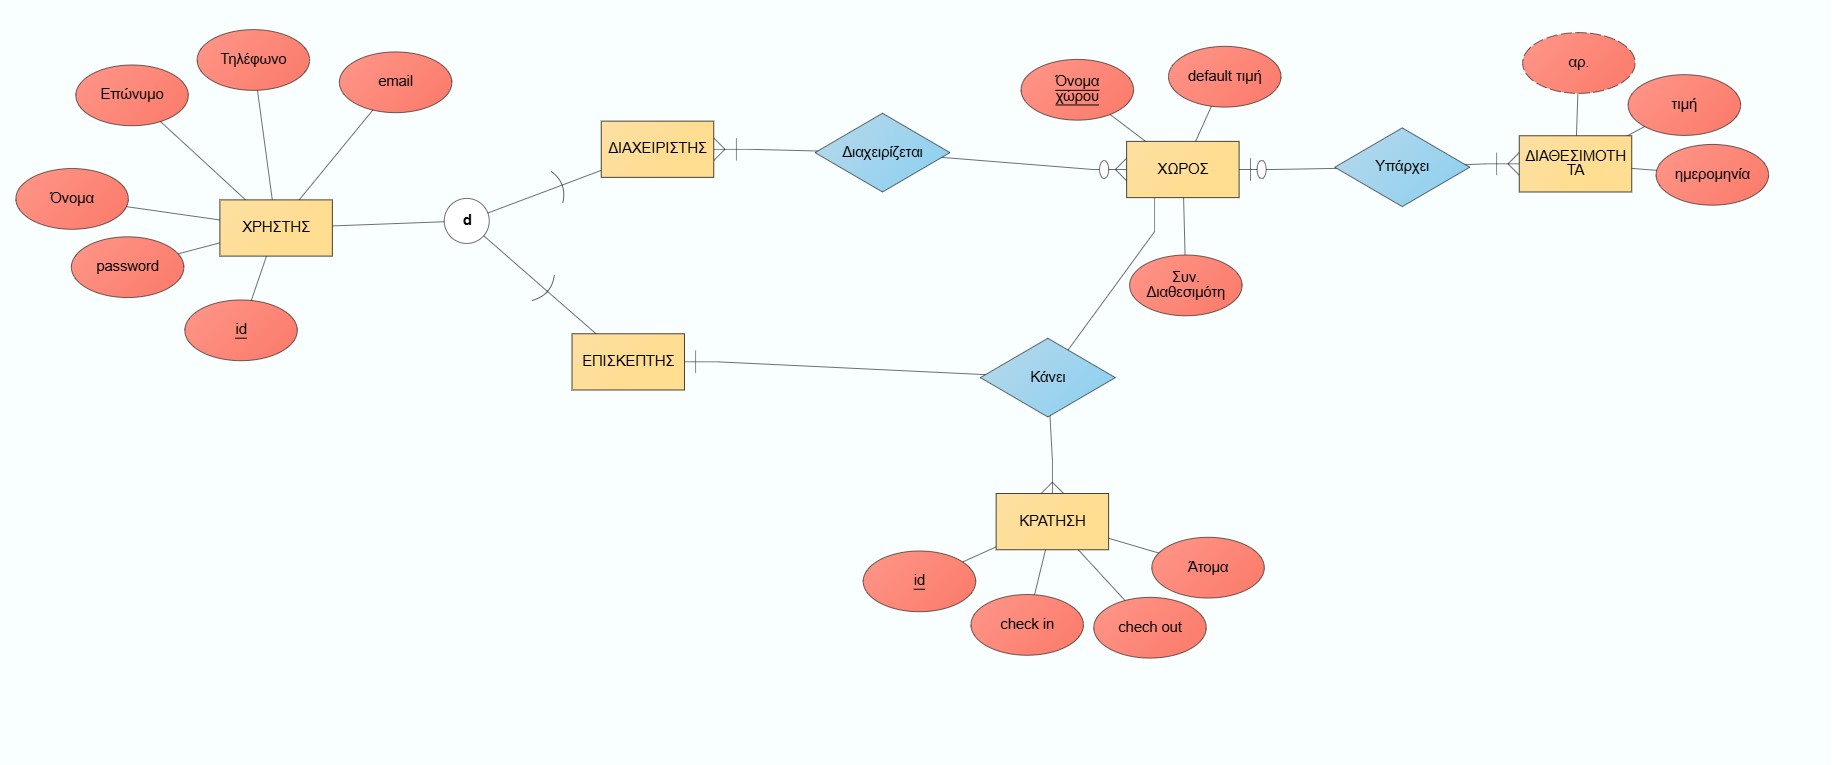 Τηλέφωνο
Επώνυμο
email
Όνομα
password
ΧΡΗΣΤΗΣ
id
d
ΔΙΑΧΕΙΡΙΣΤΗΣ
ΕΠΙΣΚΕΠΤΗΣ
Διαχειρίζεται
Όνομα
χώρου
default τιμή
ΧΩΡΟΣ
Συν.
Διαθεσιμότη
Υπάρχει
αρ.
τιμή
ΔΙΑΘΕΣΙΜΟΤΗ
ΤΑ
ημερομηνία
Κάνει
ΚΡΑΤΗΣΗ
id
check in
chech out
Άτομα